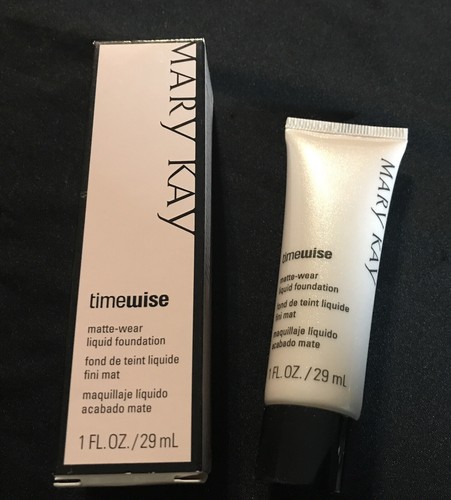 MARY KAY
timewise
matte-wear
liquid foundation
fond de teint liquide
fini mat
maquillaje líquido
acabado mate
1 FL.OZ./29 mL
MARY KAY
timewise
matte-wear
liquid foundation
fond de teint liquide
fini mat
maquillaje líquido
acabado mate
1 FL.OZ./29 mL